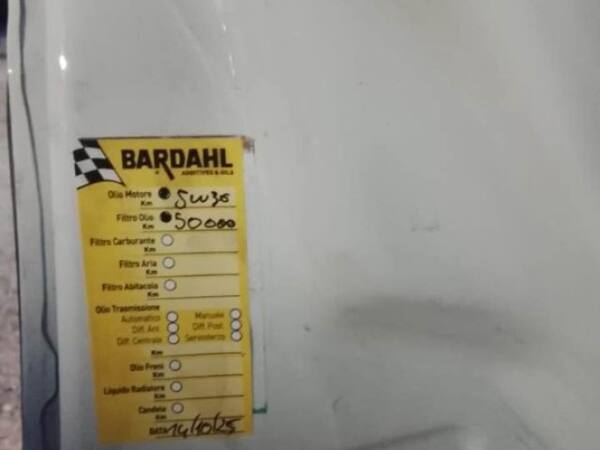 BARDAHL
ADDITIVES & OILS
Olio Motore 5W30
Km
Filtro Olio 50000
Km
Filtro Carburante
Km
Filtro Aria
Km
Filtro Abitacolo
Km
Olio Trasmissione
Automatico Manuale
Diff. Ant. Diff. Post.
Diff. Centrale Servosterzo
Km
Olio Freni
Km
Liquido Radiatore
Km
Candele
Km
DATA 14/10/25